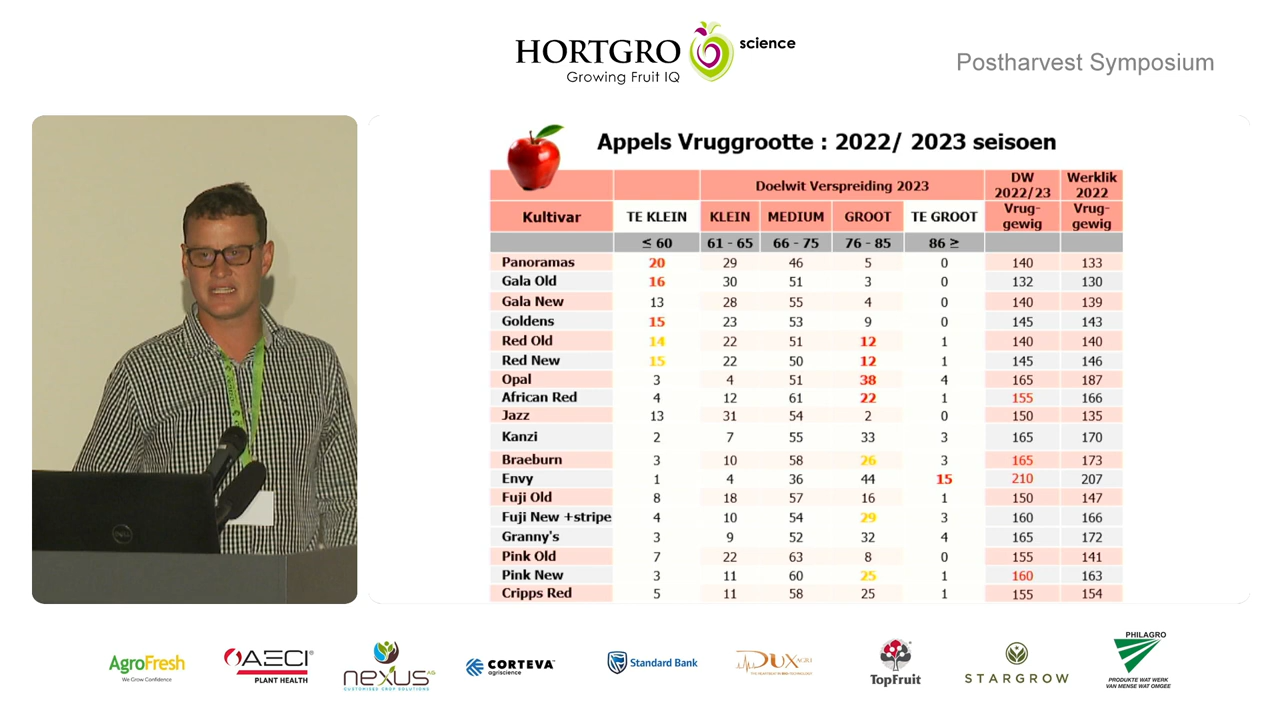 HORTGRO science
Growing Fruit IQ
Postharvest Symposium
Appels Vruggrootte : 2022/ 2023 seisoen
Doelwit Verspreiding 2023 DW 2022/23 Werklik 2022
Kultivar TE KLEIN KLEIN MEDIUM GROOT TE GROOT Vrug-gewig Vrug-gewig
≤ 60 61 - 65 66 - 75 76 - 85 86 ≥
Panoramas 20 29 46 5 0 140 133
Gala Old 16 30 51 3 0 132 130
Gala New 13 28 55 4 0 140 139
Goldens 15 23 53 9 0 145 143
Red Old 14 22 51 12 1 140 140
Red New 15 22 50 12 1 145 146
Opal 3 4 51 38 4 165 187
African Red 4 12 61 22 1 155 166
Jazz 13 31 54 2 0 150 135
Kanzi 2 7 55 33 3 165 170
Braeburn 3 10 58 26 3 165 173
Envy 1 4 36 44 15 210 207
Fuji Old 8 18 57 16 1 150 147
Fuji New +stripe 4 10 54 29 3 160 166
Granny's 3 9 52 32 4 165 172
Pink Old 7 22 63 8 0 155 141
Pink New 3 11 60 25 1 160 163
Cripps Red 5 11 58 25 1 155 154
DELL
AgroFresh
We Grow Confidence
AECI
PLANT HEALTH
nexus AG
CUSTOMISED CROP SOLUTIONS
CORTEVA
agriscience
Standard Bank
DUX AGRI
TopFruit
STARGROW
PHILAGRO
PRODUKTE WAT WERK
VAN MENSE WAT OMGEE